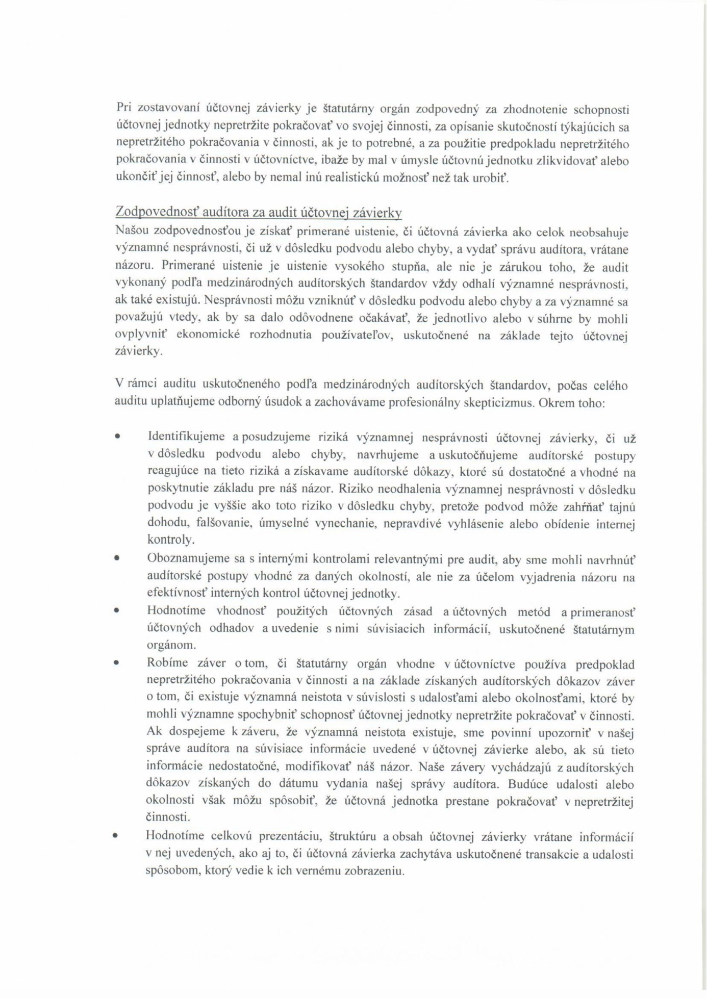 Pri zostavovaní účtovnej závierky je štatutárny orgán zodpovedný za zhodnotenie schopnosti
účtovnej jednotky nepretržite pokračovať vo svojej činnosti, za opísanie skutočností týkajúcich sa
nepretržitého pokračovania v činnosti, ak je to potrebné, a za použitie predpokladu nepretržitého
pokračovania v činnosti v účtovníctve, ibaže by mal v úmysle účtovnú jednotku zlikvidovať alebo
ukončiť jej činnosť, alebo by nemal inú realistickú možnosť než tak urobiť.
Zodpovednosť audítora za audit účtovnej závierky
Našou zodpovednosťou je získať primerané uistenie, či účtovná závierka ako celok neobsahuje
významné nesprávnosti, či už v dôsledku podvodu alebo chyby, a vydať správu audítora, vrátane
názoru. Primerané uistenie je uistenie vysokého stupňa, ale nie je zárukou toho, že audit
vykonaný podľa medzinárodných audítorských štandardov vždy odhalí významné nesprávnosti,
ak také existujú. Nesprávnosti môžu vzniknúť v dôsledku podvodu alebo chyby a za významné sa
považujú vtedy, ak by sa dalo odôvodnene očakávať, že jednotlivo alebo v súhrne by mohli
ovplyvniť ekonomické rozhodnutia používateľov, uskutočnené na základe tejto účtovnej
závierky.
V rámci auditu uskutočneného podľa medzinárodných audítorských štandardov, počas celého
auditu uplatňujeme odborný úsudok a zachovávame profesionálny skepticizmus. Okrem toho:
• Identifikujeme a posudzujeme riziká významnej nesprávnosti účtovnej závierky, či už
v dôsledku podvodu alebo chyby, navrhujeme a uskutočňujeme audítorské postupy
reagujúce na tieto riziká a získavame audítorské dôkazy, ktoré sú dostatočné a vhodné na
poskytnutie základu pre náš názor. Riziko neodhalenia významnej nesprávnosti v dôsledku
podvodu je vyššie ako toto riziko v dôsledku chyby, pretože podvod môže zahŕňať tajnú
dohodu, falšovanie, úmyselné vynechanie, nepravdivé vyhlásenie alebo obídenie internej
kontroly.
• Oboznamujeme sa s internými kontrolami relevantnými pre audit, aby sme mohli navrhnúť
audítorské postupy vhodné za daných okolností, ale nie za účelom vyjadrenia názoru na
efektívnosť interných kontrol účtovnej jednotky.
• Hodnotíme vhodnosť použitých účtovných zásad a účtovných metód a primeranosť
účtovných odhadov a uvedenie s nimi súvisiacich informácií, uskutočnené štatutárnym
orgánom.
• Robíme záver o tom, či štatutárny orgán vhodne v účtovníctve používa predpoklad
nepretržitého pokračovania v činnosti a na základe získaných audítorských dôkazov záver
o tom, či existuje významná neistota v súvislosti s udalosťami alebo okolnosťami, ktoré by
mohli významne spochybniť schopnosť účtovnej jednotky nepretržite pokračovať v činnosti.
Ak dospejeme k záveru, že významná neistota existuje, sme povinní upozorniť v našej
správe audítora na súvisiace informácie uvedené v účtovnej závierke alebo, ak sú tieto
informácie nedostatočné, modifikovať náš názor. Naše závery vychádzajú z audítorských
dôkazov získaných do dátumu vydania našej správy audítora. Budúce udalosti alebo
okolnosti však môžu spôsobiť, že účtovná jednotka prestane pokračovať v nepretržitej
činnosti.
• Hodnotíme celkovú prezentáciu, štruktúru a obsah účtovnej závierky vrátane informácií
v nej uvedených, ako aj to, či účtovná závierka zachytáva uskutočnené transakcie a udalosti
spôsobom, ktorý vedie k ich vernému zobrazeniu.